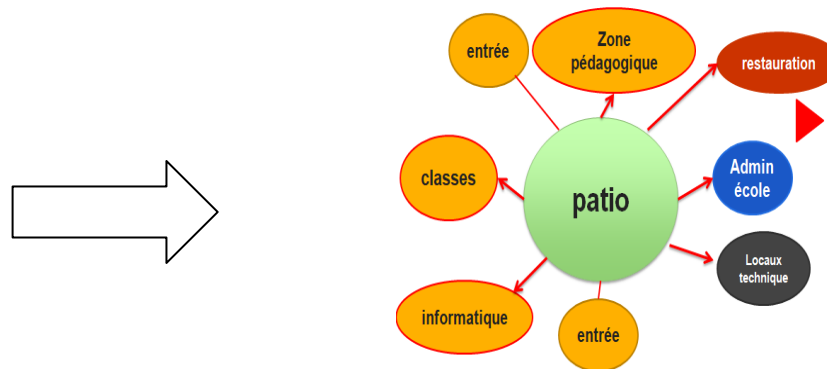 entrée
Zone
pédagogique
restauration
classes
patio
Admin
école
Locaux
technique
informatique
entrée